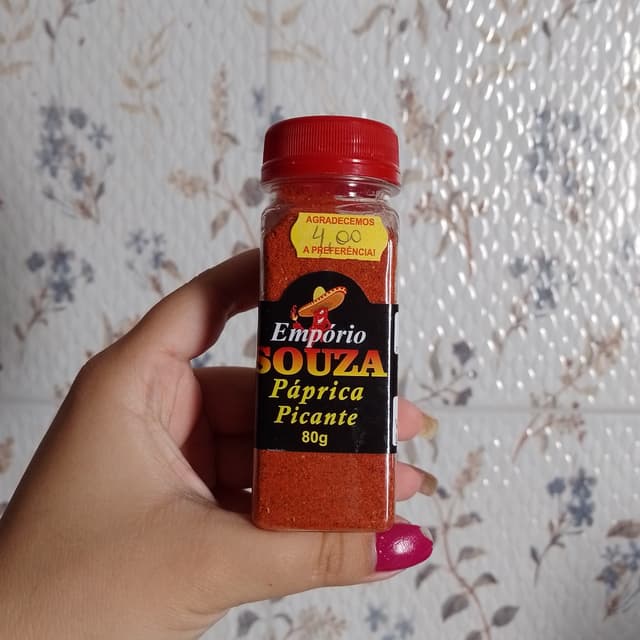 AGRADECEMOS
4,00
A PREFERÊNCIA!
Empório
SOUZA
Páprica
Picante
80g